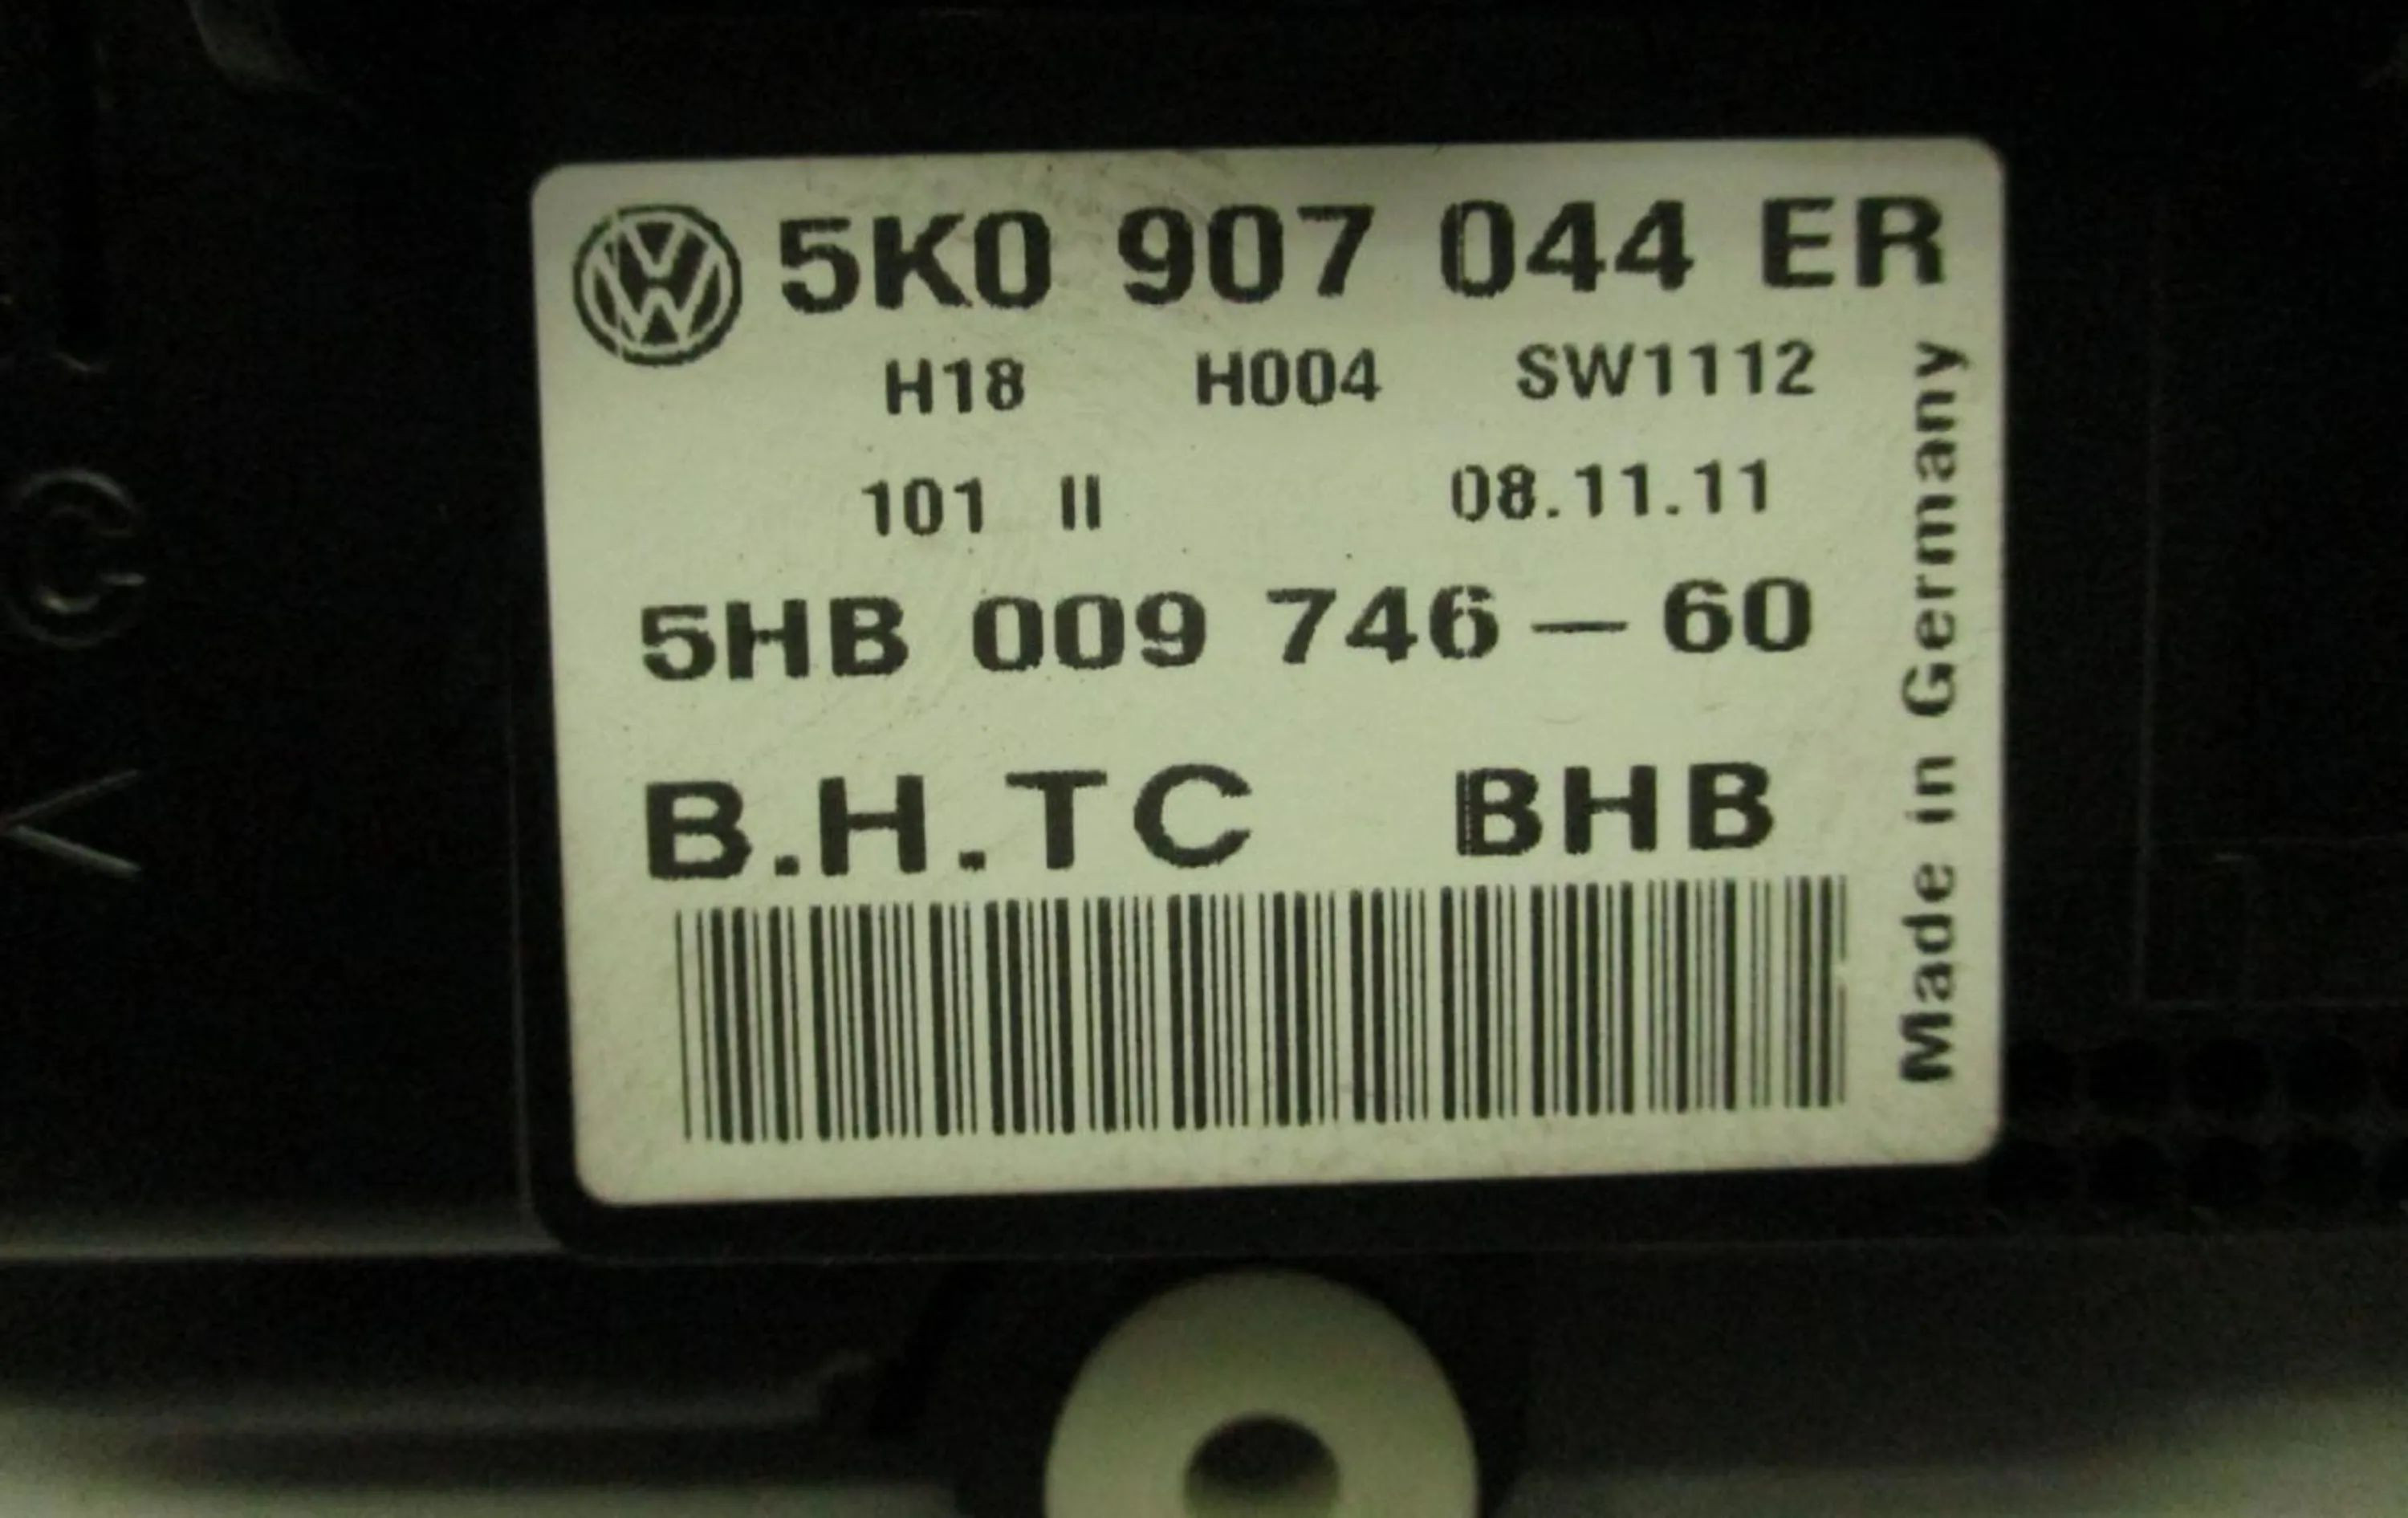 5K0 907 044 ER
H18 H004 SW1112
101 II 08.11.11
5HB 009 746-60
B.H.TC BHB
Made in Germany